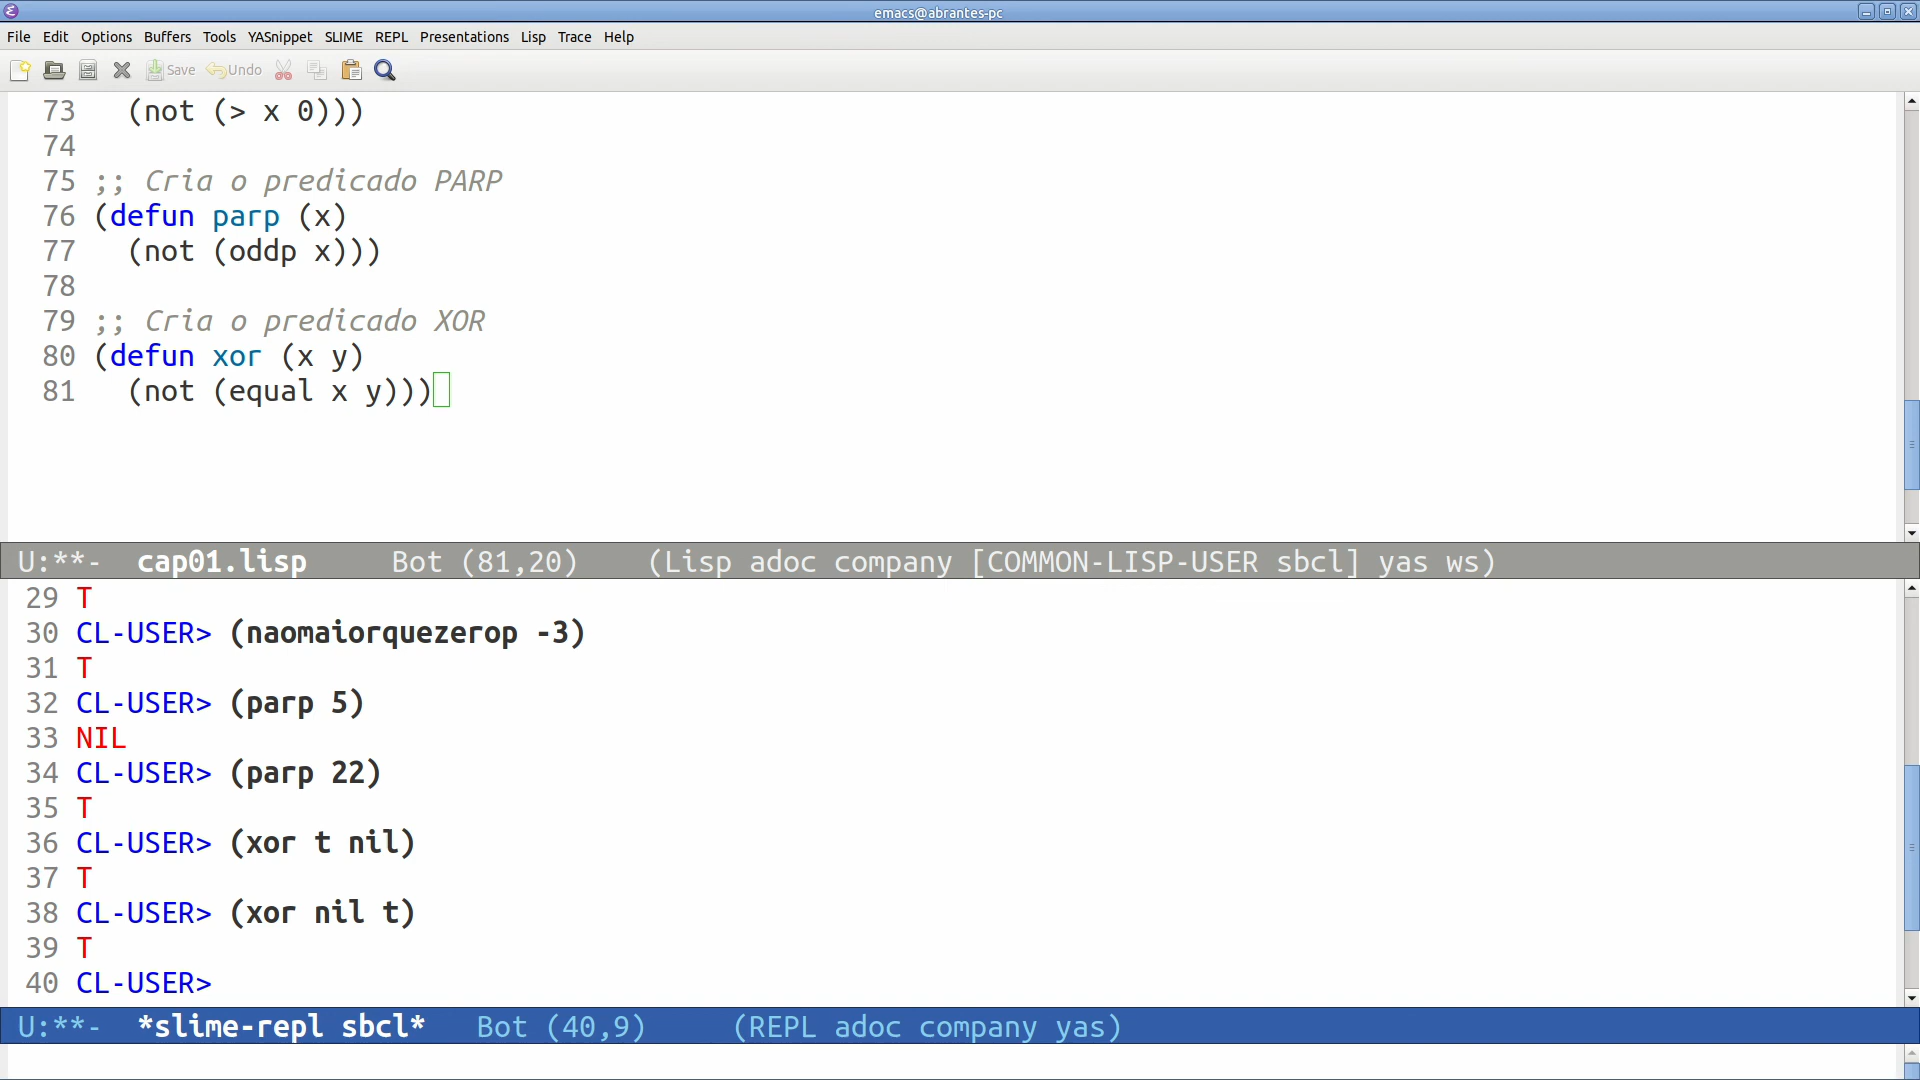 emacs@abrantes-pc
File Edit Options Buffers Tools YASnippet SLIME REPL Presentations Lisp Trace Help
Save Undo
73   (not (> x 0)))
74
75 ;; Cria o predicado PARP
76 (defun parp (x)
77   (not (oddp x)))
78
79 ;; Cria o predicado XOR
80 (defun xor (x y)
81   (not (equal x y)))
U:**-  cap01.lisp     Bot (81,20)    (Lisp adoc company [COMMON-LISP-USER sbcl] yas ws)
29 T
30 CL-USER> (naomaiorquezerop -3)
31 T
32 CL-USER> (parp 5)
33 NIL
34 CL-USER> (parp 22)
35 T
36 CL-USER> (xor t nil)
37 T
38 CL-USER> (xor nil t)
39 T
40 CL-USER>
U:**-  *slime-repl sbcl*   Bot (40,9)     (REPL adoc company yas)